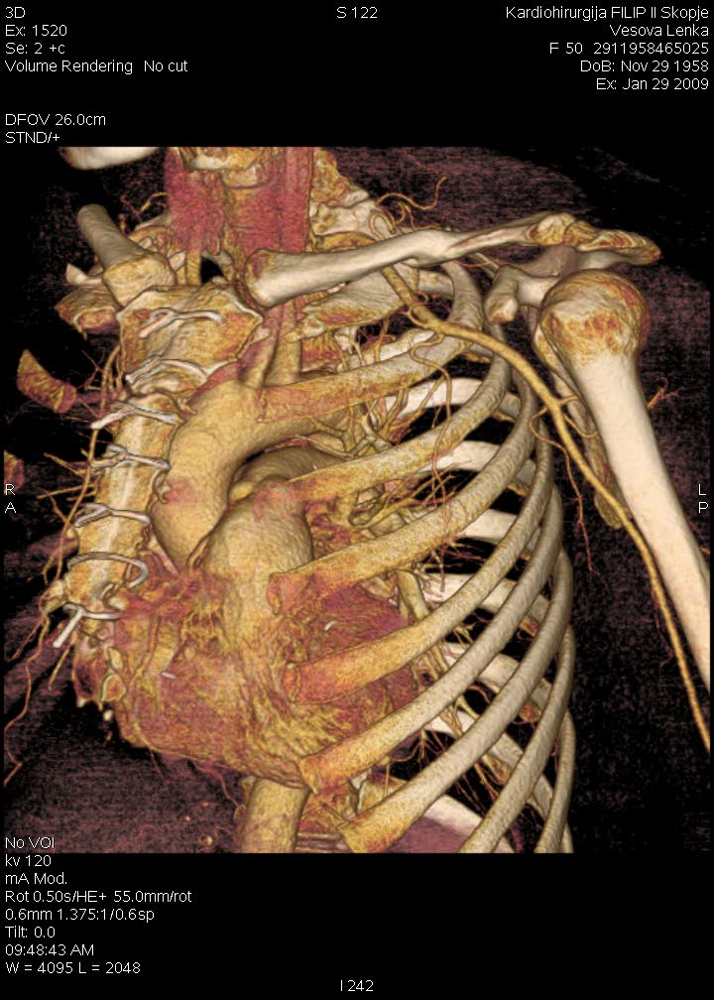 3D
Ex: 1520
Se: 2 +c
Volume Rendering No cut
DFOV 26.0cm
STND/+
S 122
Kardiohirurgija FILIP II Skopje
Vesova Lenka
F 50 2911958465025
DoB: Nov 29 1958
Ex: Jan 29 2009
R
A
L
P
No VOI
kv 120
mA Mod.
Rot 0.50s/HE+ 55.0mm/rot
0.6mm 1.375:1/0.6sp
Tilt: 0.0
09:48:43 AM
W = 4095 L = 2048
I 242